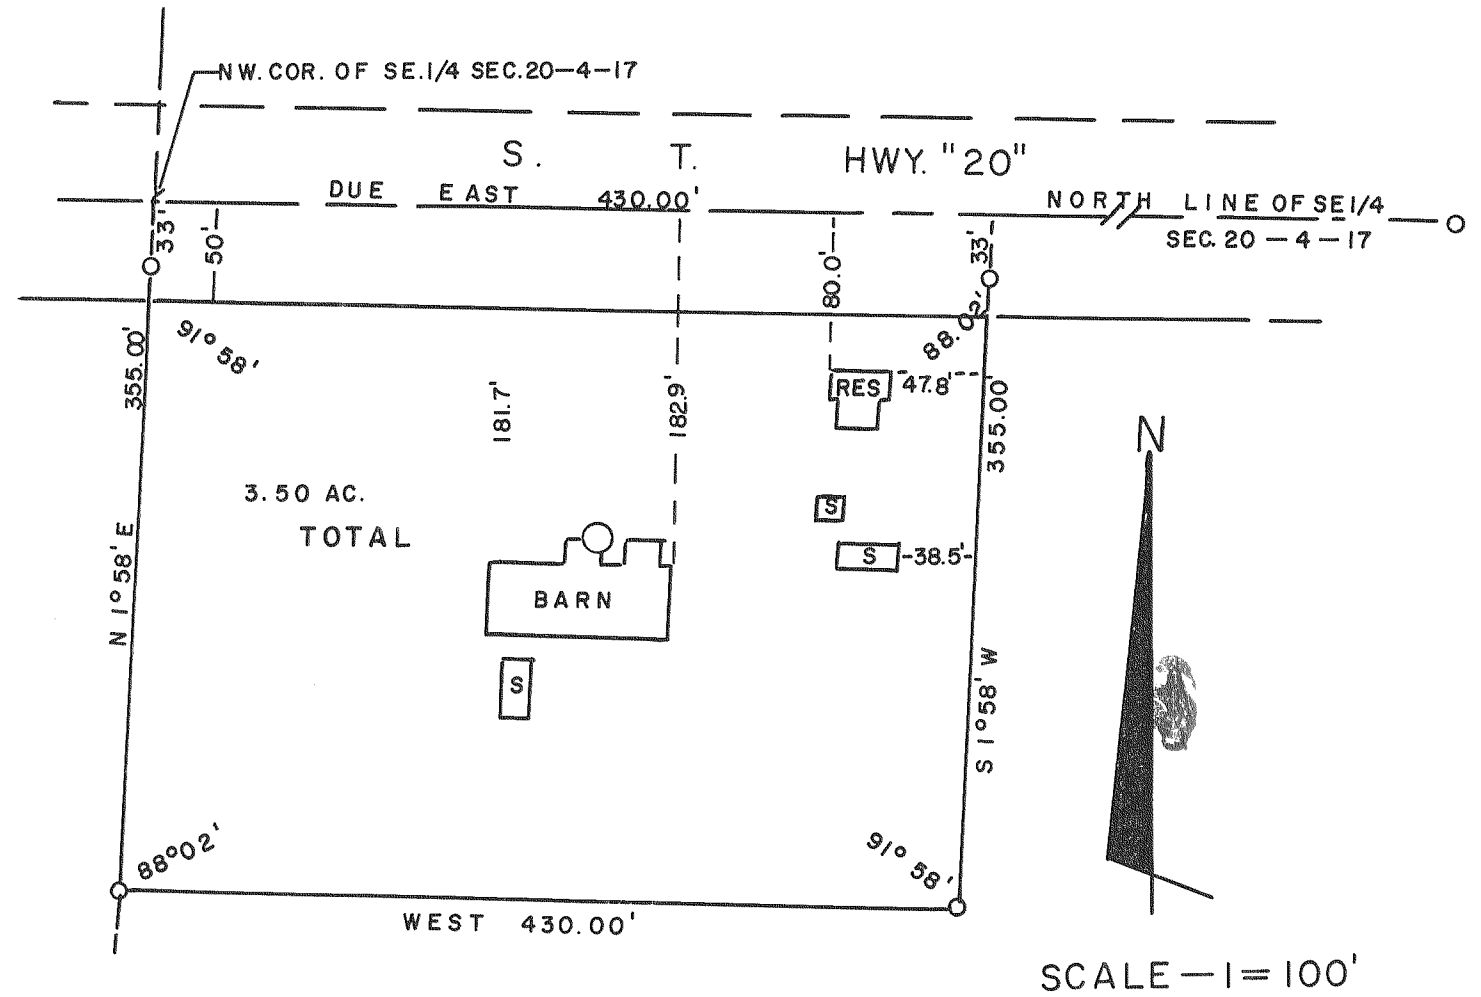 NW. COR. OF SE.1/4 SEC.20-4-17
S. T. HWY. "20"
DUE EAST 430.00'
NORTH LINE OF SE1/4
SEC. 20-4-17
33'
50'
80.0'
33'
91°58'
88.02'
355.00'
181.7'
182.9'
RES
47.8'
355.00'
N
3.50 AC.
TOTAL
S
S
38.5'
N 1°58' E
BARN
S
S 1°58' W
88°02'
91°58'
WEST 430.00'
SCALE-1=100'